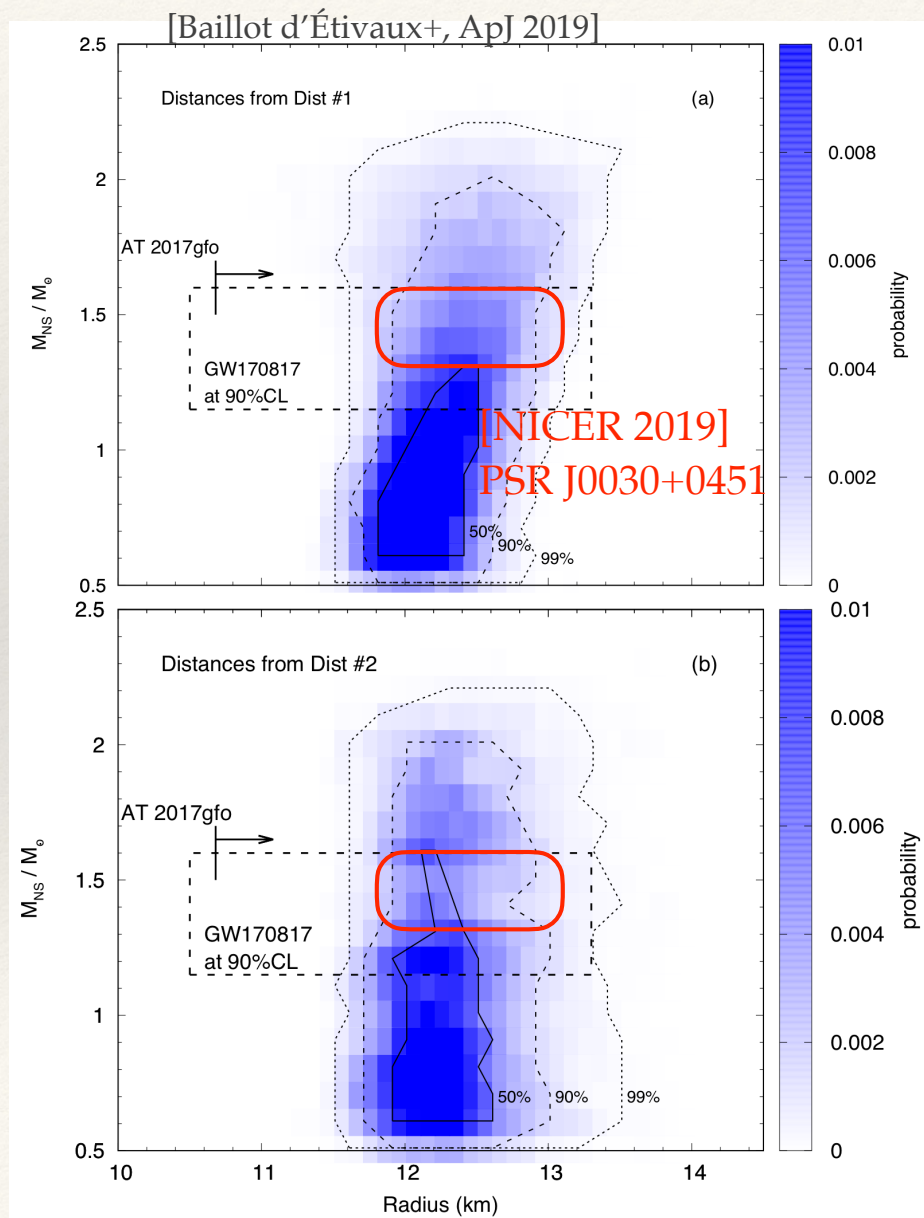 [Baillot d'Étivaux+, ApJ 2019]
2.5
Distances from Dist #1
(a)
2
AT 2017gfo
1.5
GW170817
at 90%CL
1
[NICER 2019]
PSR J0030+0451
50%
90%
99%
0.5
M_NS / M_⊙
0.01
0.008
0.006
0.004
0.002
0
probability
2.5
Distances from Dist #2
(b)
2
AT 2017gfo
1.5
GW170817
at 90%CL
1
50%
90%
99%
0.5
M_NS / M_⊙
0.01
0.008
0.006
0.004
0.002
0
probability
10
11
12
13
14
Radius (km)